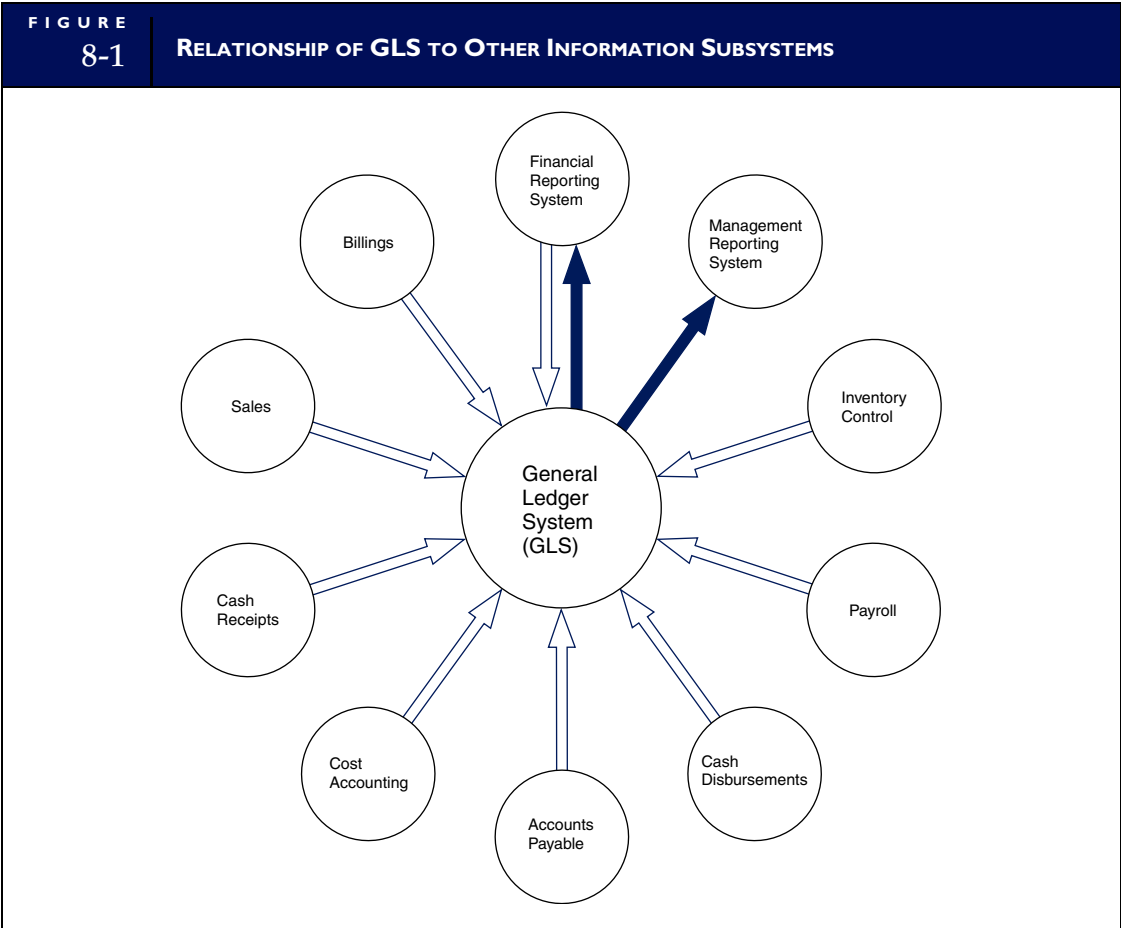 FIGURE
8-1
RELATIONSHIP OF GLS TO OTHER INFORMATION SUBSYSTEMS
Financial
Reporting
System
Management
Reporting
System
Billings
Sales
Inventory
Control
General
Ledger
System
(GLS)
Cash
Receipts
Payroll
Cost
Accounting
Cash
Disbursements
Accounts
Payable